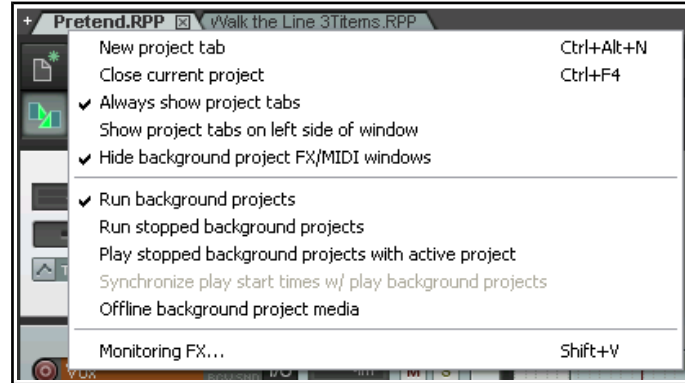 + Pretend.RPP Walk the Line 3Titems.RPP
New project tab Ctrl+Alt+N
Close current project Ctrl+F4
Always show project tabs
Show project tabs on left side of window
Hide background project FX/MIDI windows
Run background projects
Run stopped background projects
Play stopped background projects with active project
Synchronize play start times w/ play background projects
Offline background project media
Monitoring FX... Shift+V
Vox I/O M S